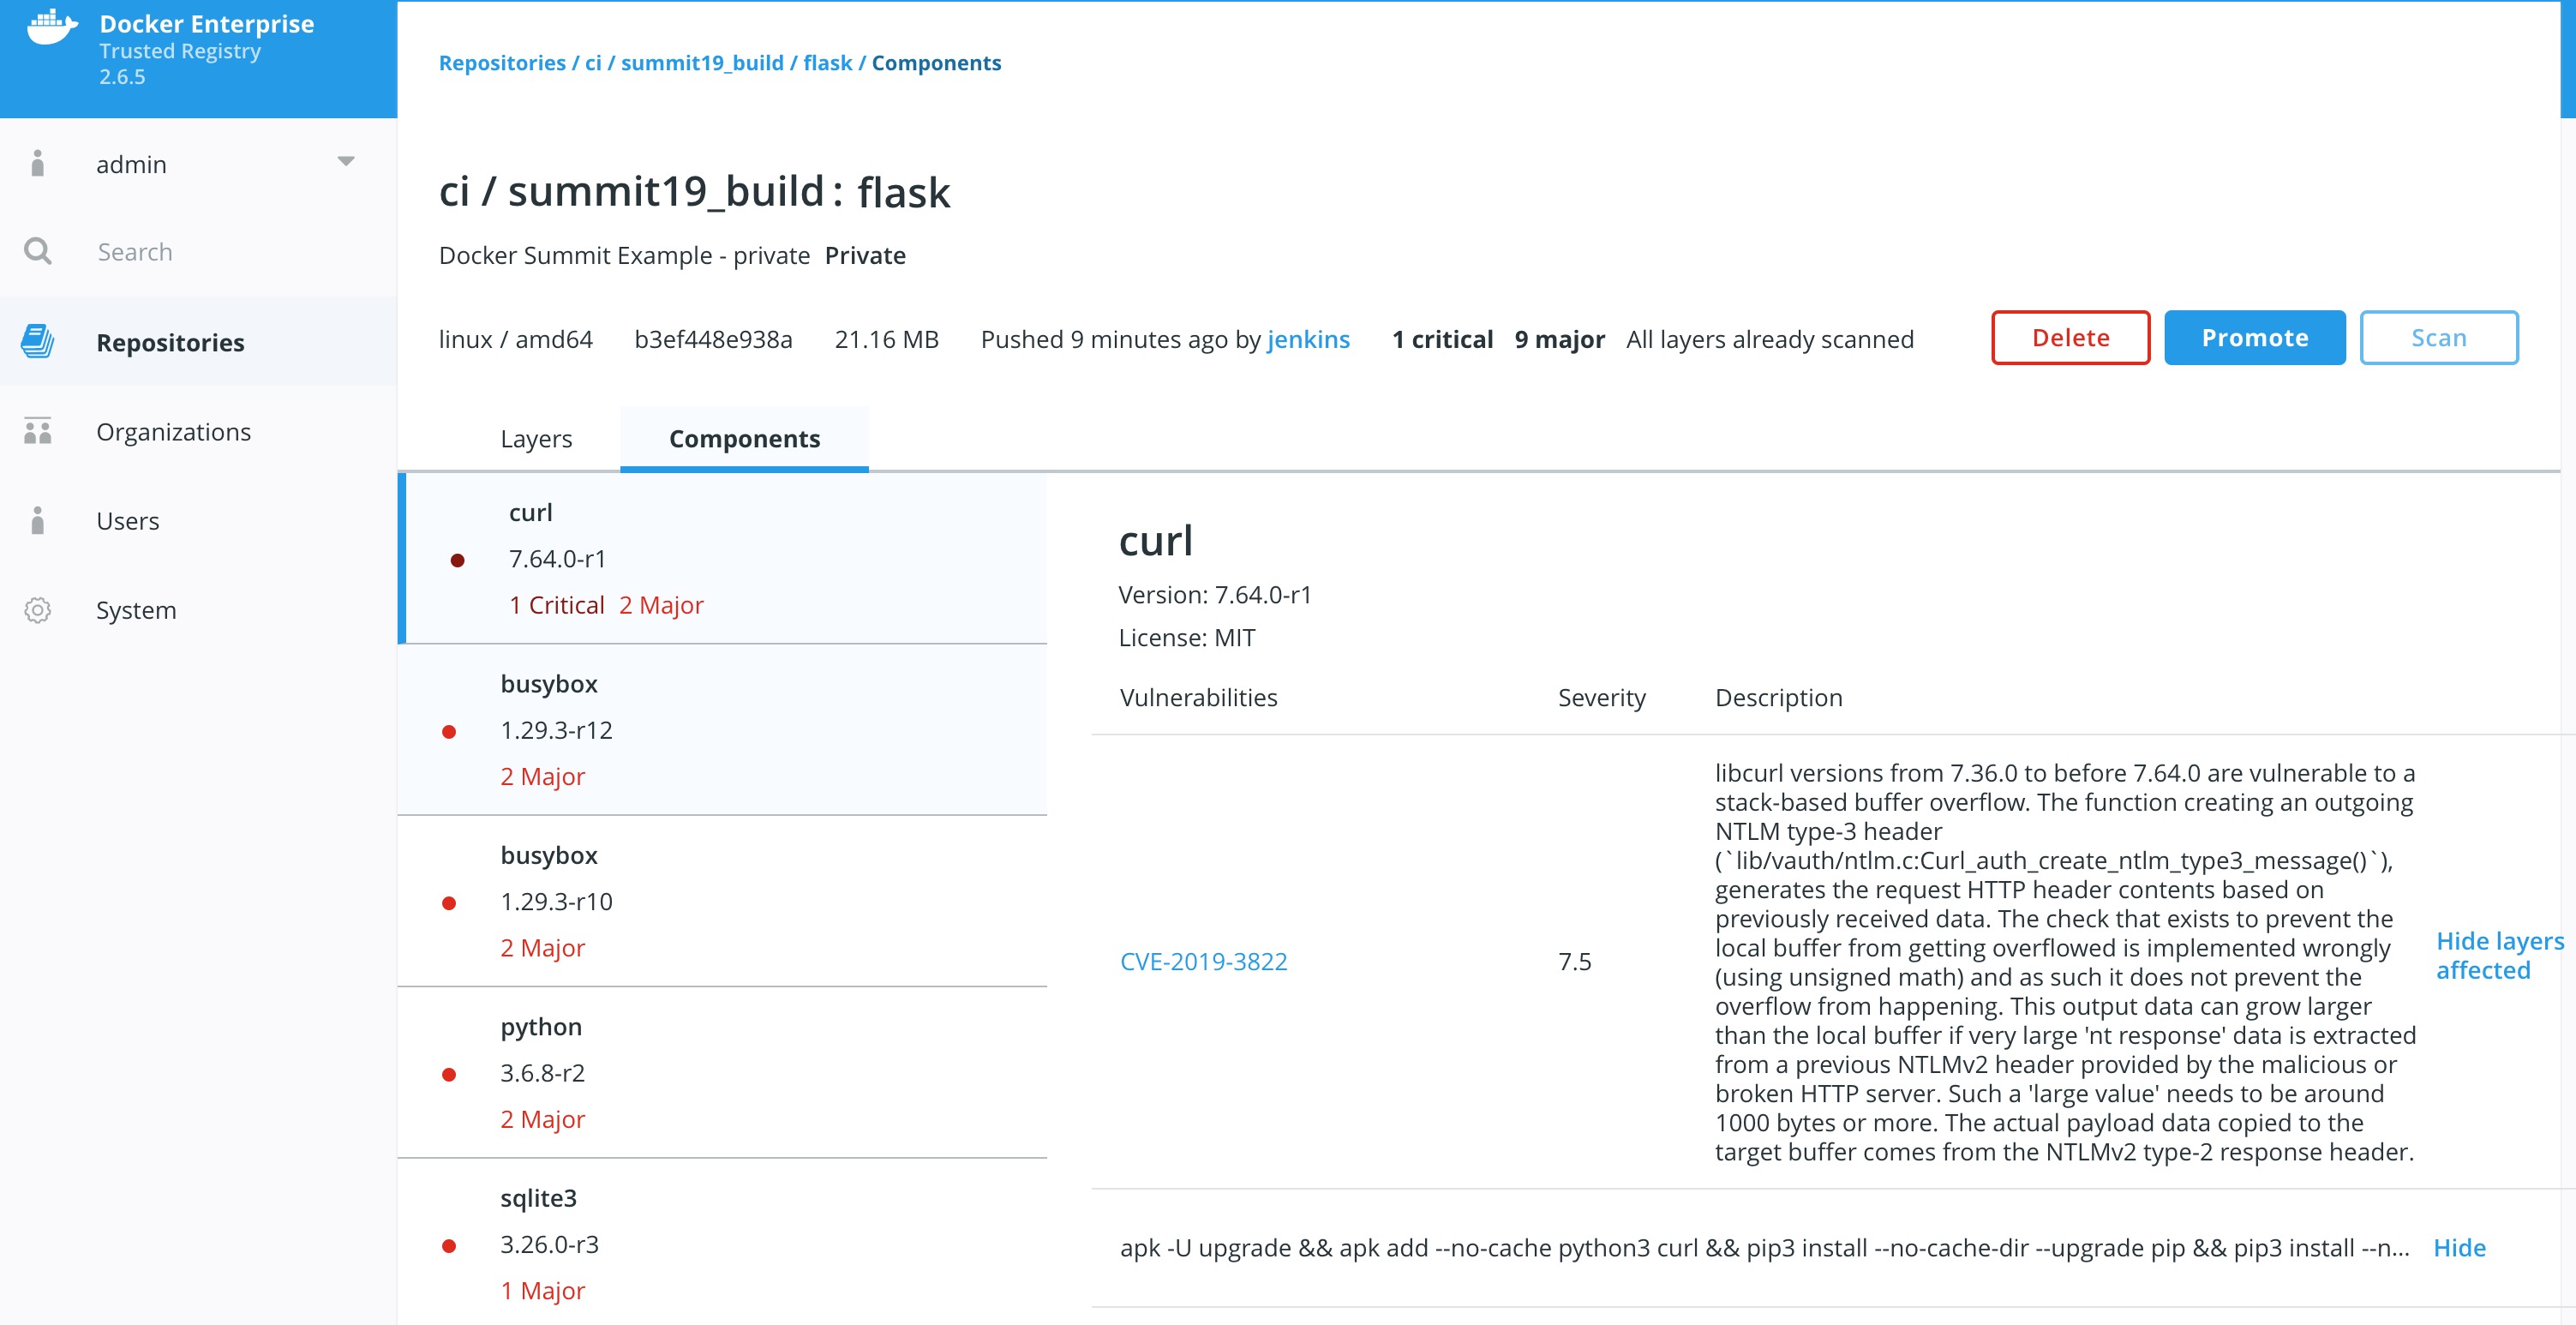 Docker Enterprise
Trusted Registry
2.6.5
admin
Search
Repositories
Organizations
Users
System
Repositories / ci / summit19_build / flask / Components
ci / summit19_build : flask
Docker Summit Example - private Private
linux / amd64 b3ef448e938a 21.16 MB Pushed 9 minutes ago by jenkins 1 critical 9 major All layers already scanned Delete Promote Scan
Layers Components
curl
7.64.0-r1
1 Critical 2 Major
busybox
1.29.3-r12
2 Major
busybox
1.29.3-r10
2 Major
python
3.6.8-r2
2 Major
sqlite3
3.26.0-r3
1 Major
curl
Version: 7.64.0-r1
License: MIT
Vulnerabilities Severity Description
CVE-2019-3822 7.5
libcurl versions from 7.36.0 to before 7.64.0 are vulnerable to a
stack-based buffer overflow. The function creating an outgoing
NTLM type-3 header
(`lib/vauth/ntlm.c:Curl_auth_create_ntlm_type3_message()`),
generates the request HTTP header contents based on
previously received data. The check that exists to prevent the
local buffer from getting overflowed is implemented wrongly
(using unsigned math) and as such it does not prevent the
overflow from happening. This output data can grow larger
than the local buffer if very large 'nt response' data is extracted
from a previous NTLMv2 header provided by the malicious or
broken HTTP server. Such a 'large value' needs to be around
1000 bytes or more. The actual payload data copied to the
target buffer comes from the NTLMv2 type-2 response header.
Hide layers
affected
apk -U upgrade && apk add --no-cache python3 curl && pip3 install --no-cache-dir --upgrade pip && pip3 install --n... Hide